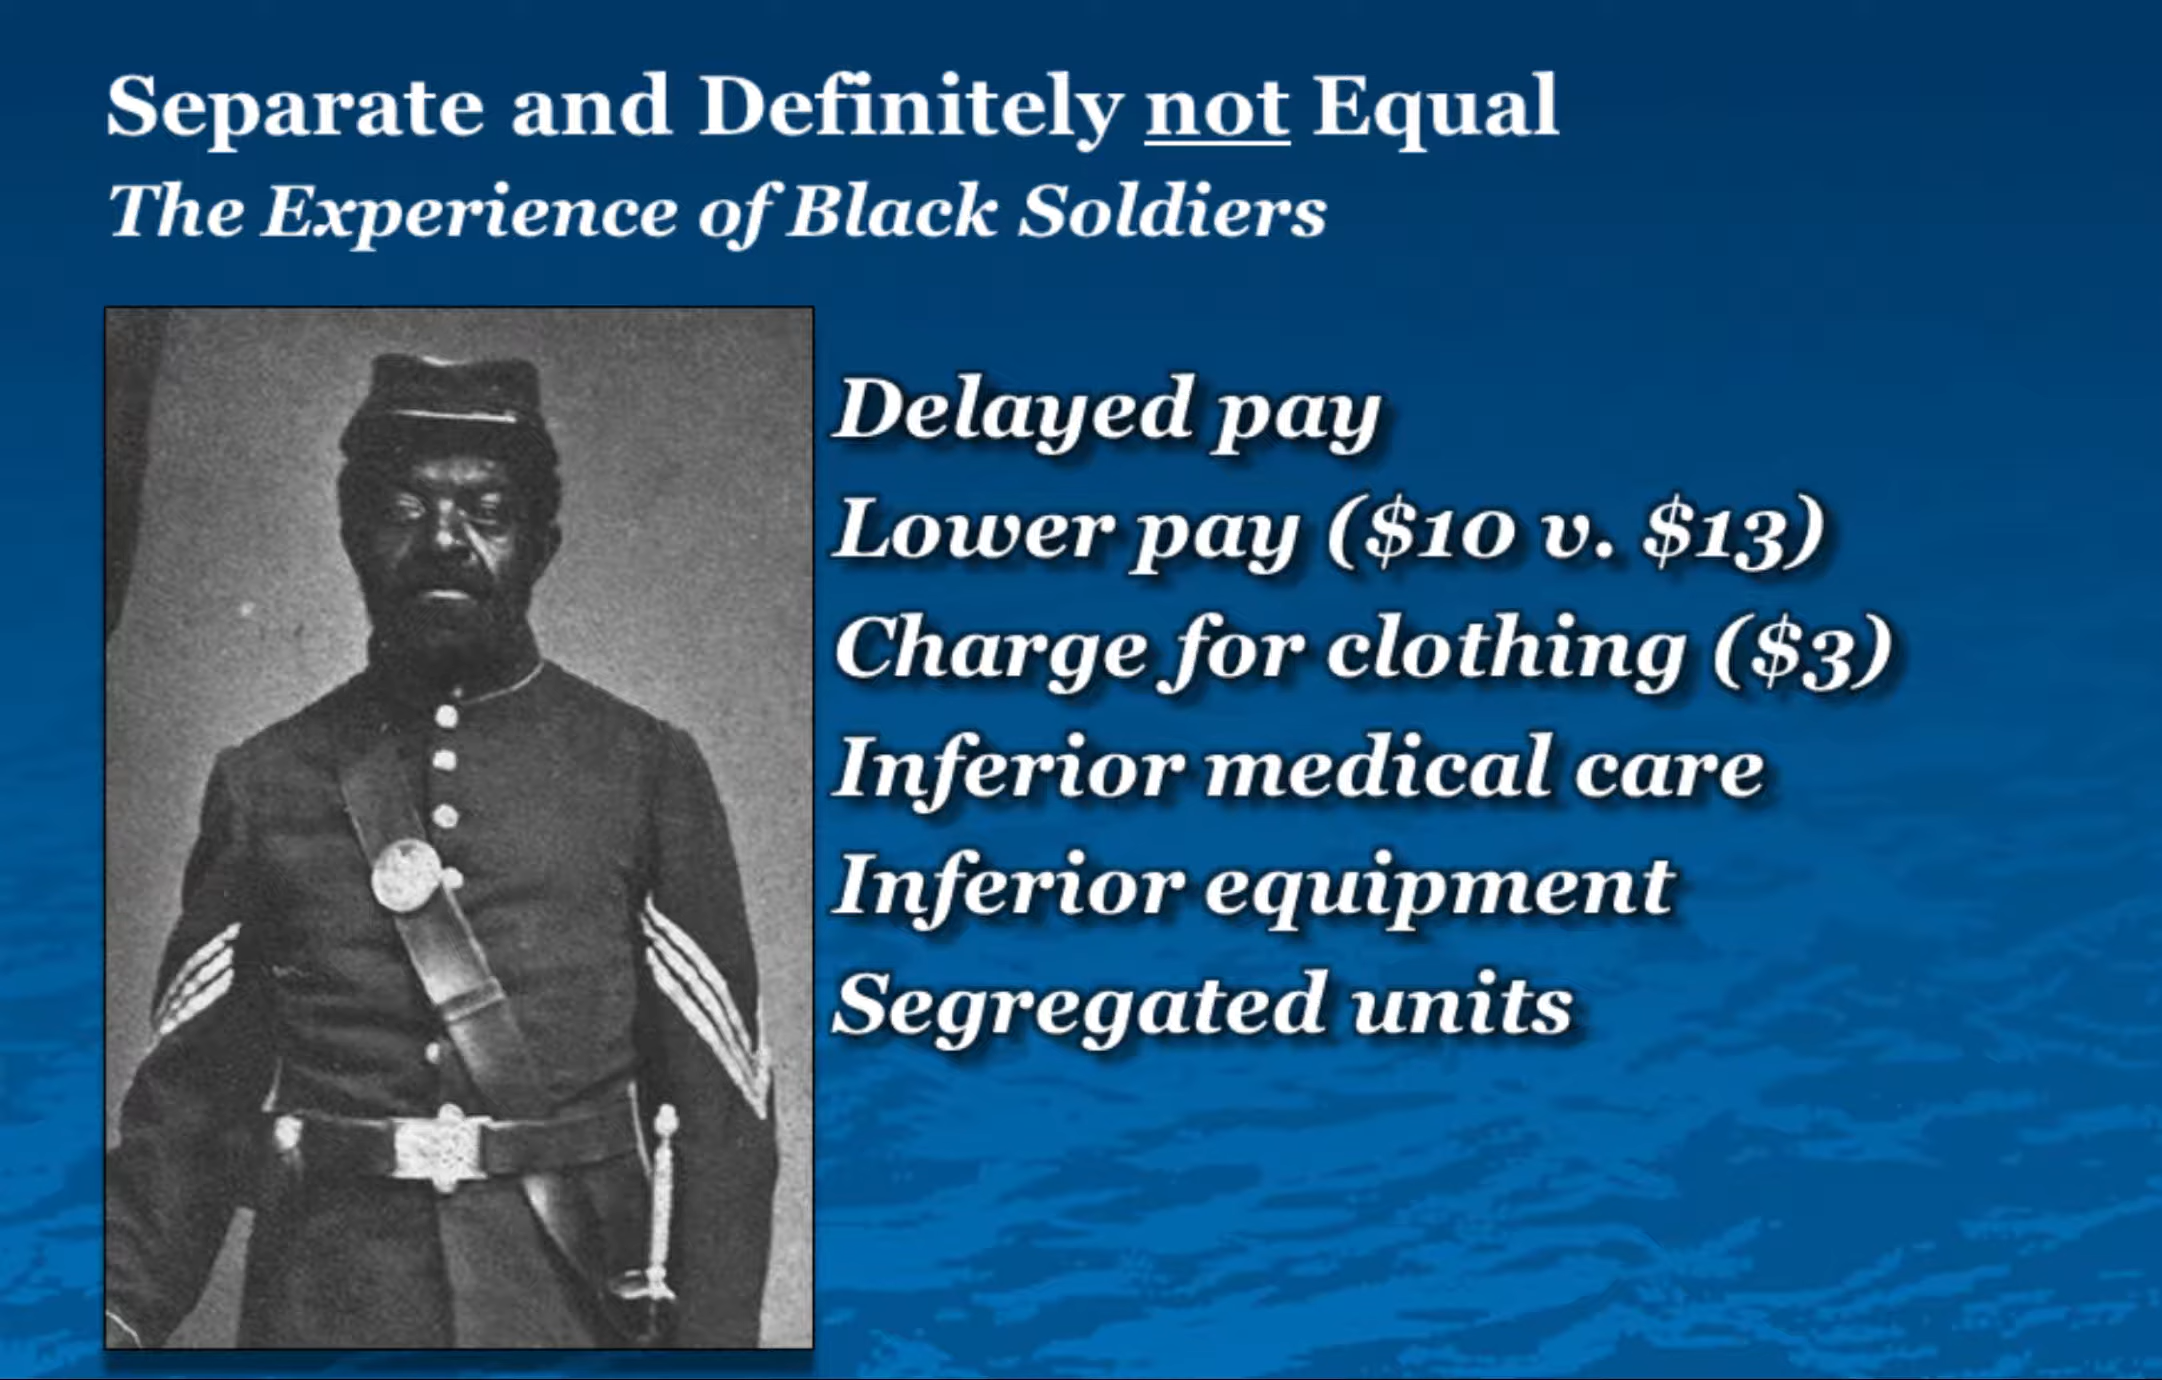 Separate and Definitely not Equal
The Experience of Black Soldiers
Delayed pay
Lower pay ($10 v. $13)
Charge for clothing ($3)
Inferior medical care
Inferior equipment
Segregated units